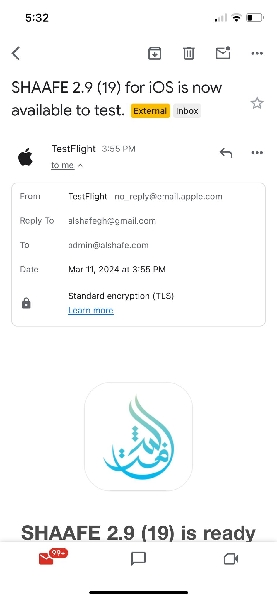 5:32
SHAAFE 2.9 (19) for iOS is now
available to test. External Inbox
TestFlight 3:55 PM
to me
From TestFlight no_reply@email.apple.com
Reply To alshafegh@gmail.com
To admin@alshafe.com
Date Mar 11, 2024 at 3:55 PM
Standard encryption (TLS)
Learn more
SHAAFE 2.9 (19) is ready
99+